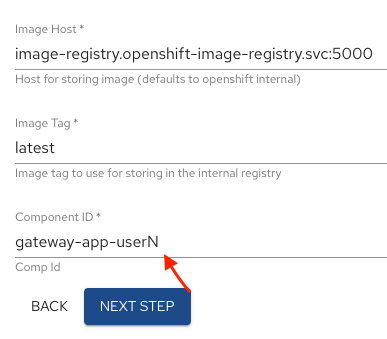 Image Host *
image-registry.openshift-image-registry.svc:5000
Host for storing image (defaults to openshift internal)
Image Tag *
latest
Image tag to use for storing in the internal registry
Component ID *
gateway-app-userN
Comp Id
BACK
NEXT STEP